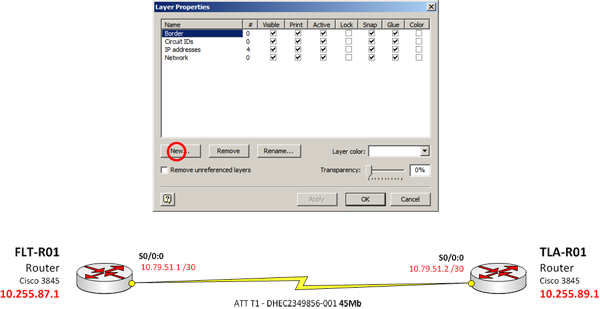 Layer Properties
Name # Visible Print Active Lock Snap Glue Color
Border 0
Circuit IDs 0
IP addresses 4
Network 0
New... Remove Rename... Layer color:
Remove unreferenced layers Transparency: 0%
Apply OK Cancel
FLT-R01
Router
Cisco 3845
10.255.87.1
S0/0:0
10.79.51.1 /30
ATT T1 - DHEC2349856-001 45Mb
S0/0:0
10.79.51.2 /30
TLA-R01
Router
Cisco 3845
10.255.89.1